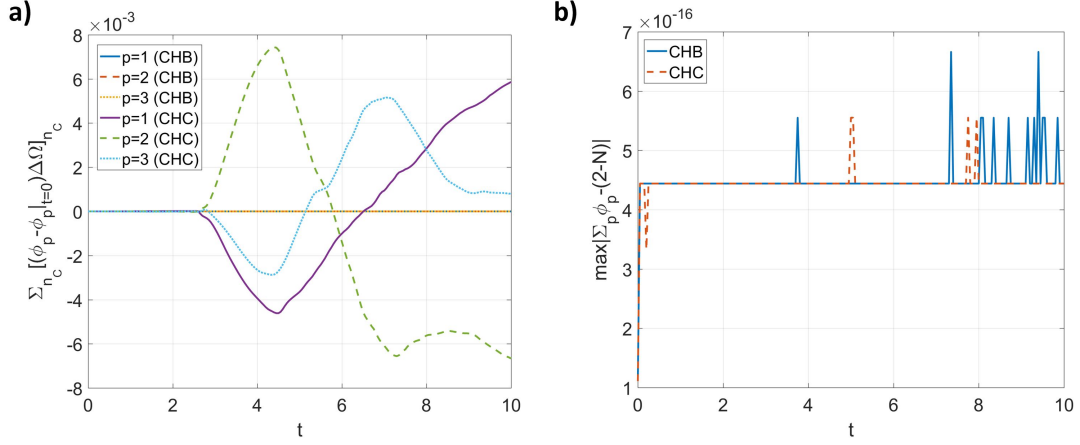 a)
×10⁻³
8
6
4
2
0
-2
-4
-6
-8
0 2 4 6 8 10
t
Σ_{n_C}[(ϕ_p-ϕ_p|_{t=0})ΔΩ]_{n_C}
p=1 (CHB)
p=2 (CHB)
p=3 (CHB)
p=1 (CHC)
p=2 (CHC)
p=3 (CHC)
b)
×10⁻¹⁶
7
6
5
4
3
2
1
0 2 4 6 8 10
t
max|Σ_pϕ_p-(2-N)|
CHB
CHC